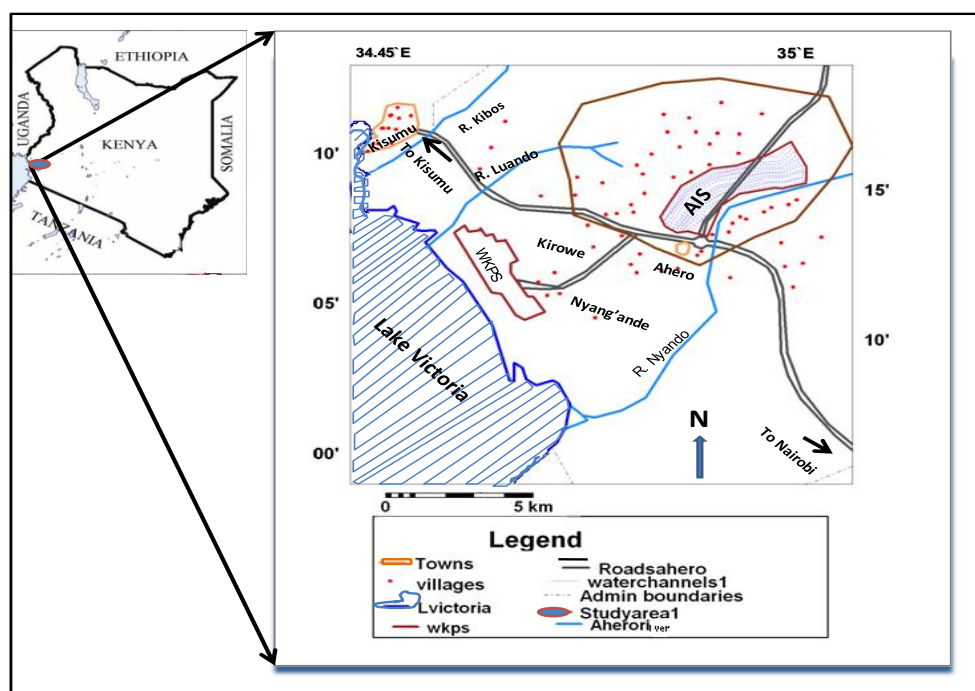 ETHIOPIA
UGANDA
KENYA
SOMALIA
TANZANIA
34.45`E
35`E
10'
05'
00'
15'
10'
Kisumu
To Kisumu
R. Kibos
R. Luando
AIS
WKPS
Kirowe
Ahero
Nyang'ande
R. Nyando
Lake Victoria
N
To Nairobi
0 5 km
Legend
Towns
villages
Lvictoria
wkps
Roadsahero
waterchannels1
Admin boundaries
Studyarea1
Aheroriver